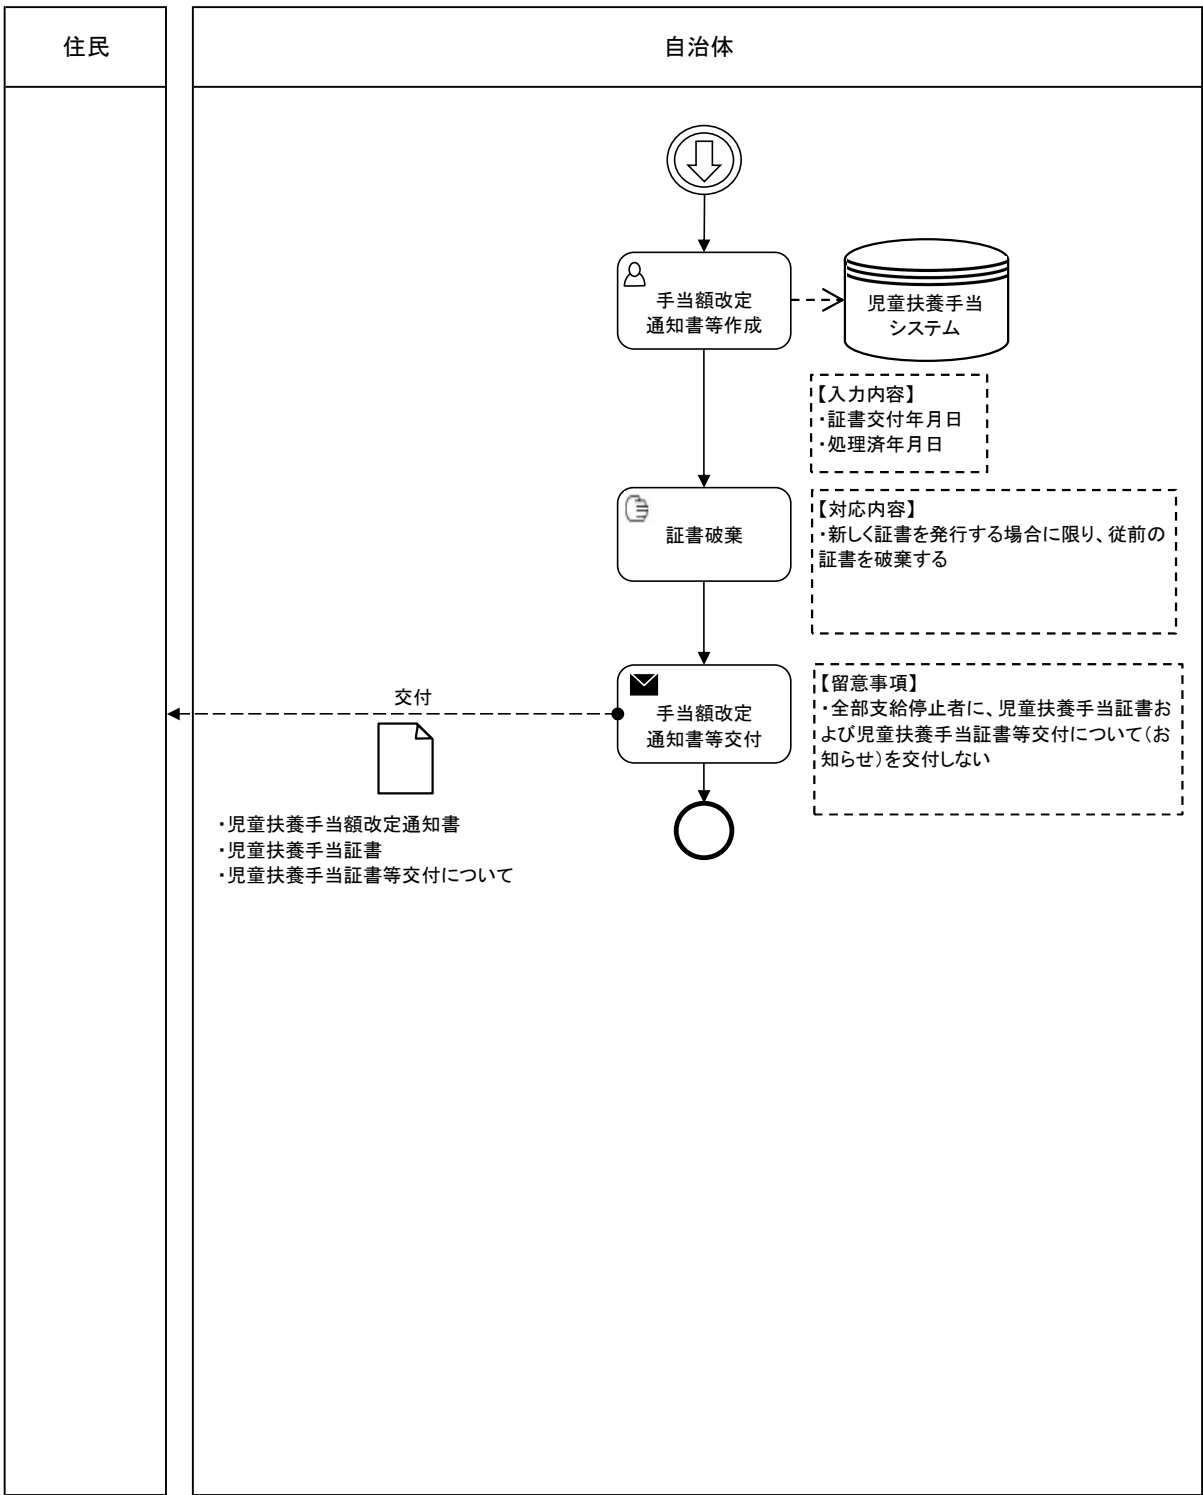 住民
自治体
手当額改定
通知書等作成
児童扶養手当
システム
【入力内容】
・証書交付年月日
・処理済年月日
証書破棄
【対応内容】
・新しく証書を発行する場合に限り、従前の
証書を破棄する
交付
手当額改定
通知書等交付
【留意事項】
・全部支給停止者に、児童扶養手当証書お
よび児童扶養手当証書等交付について（お
知らせ）を交付しない
・児童扶養手当額改定通知書
・児童扶養手当証書
・児童扶養手当証書等交付について